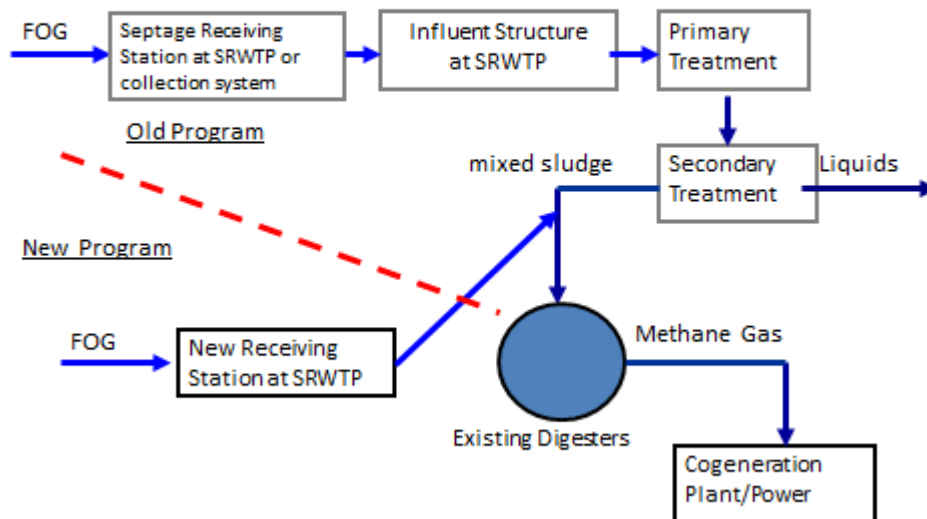 FOG
Septage Receiving
Station at SRWTP or
collection system
Influent Structure
at SRWTP
Primary
Treatment
Old Program
mixed sludge
Secondary
Treatment
Liquids
New Program
FOG
New Receiving
Station at SRWTP
Methane Gas
Existing Digesters
Cogeneration
Plant/Power